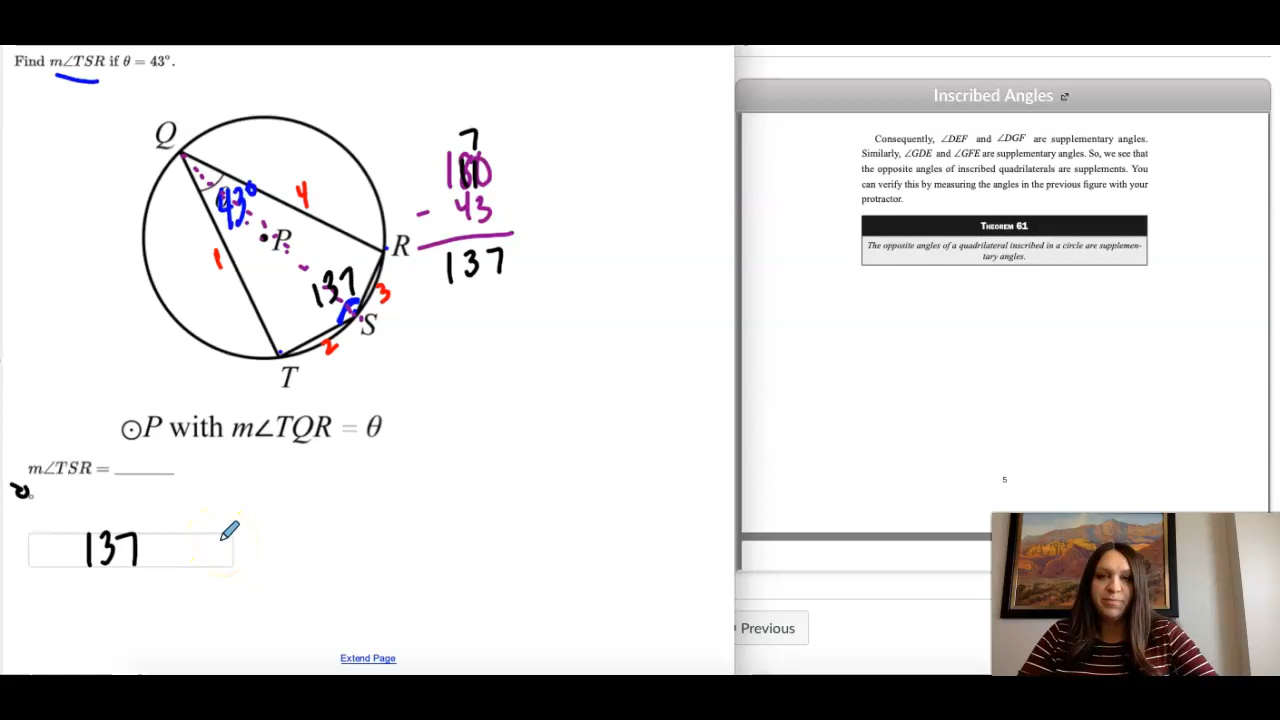 Find m∠TSR if θ = 43°.
Q
43°
4
P
R
1
137
3
S
2
T
7
180
- 43
137
⊙P with m∠TQR = θ
m∠TSR = ______
137
Extend Page
Inscribed Angles
Consequently, ∠DEF and ∠DGF are supplementary angles.
Similarly, ∠GDE and ∠GFE are supplementary angles. So, we see that
the opposite angles of inscribed quadrilaterals are supplements. You
can verify this by measuring the angles in the previous figure with your
protractor.
THEOREM 61
The opposite angles of a quadrilateral inscribed in a circle are supplemen-
tary angles.
5
Previous